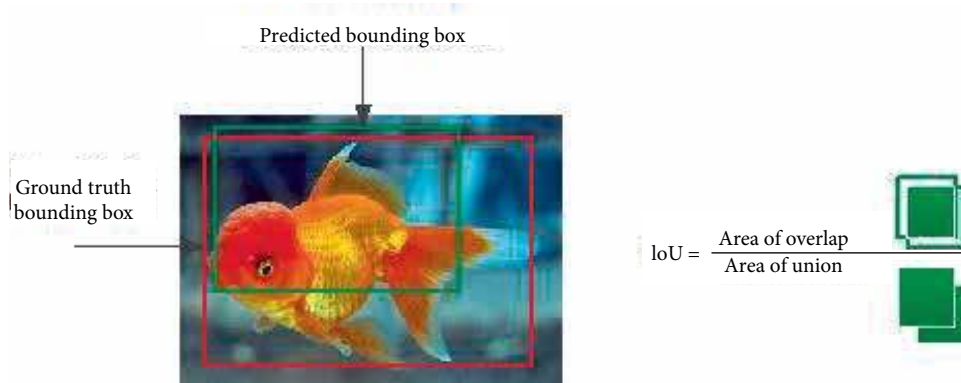 Predicted bounding box
Ground truth
bounding box
loU =
Area of overlap
Area of union